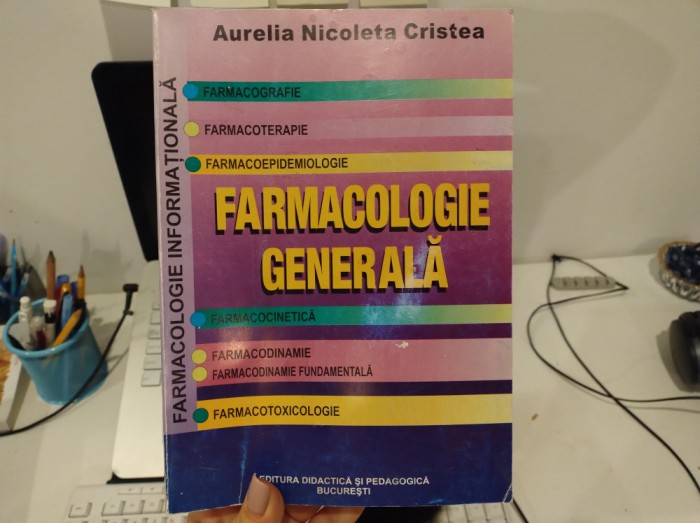 Aurelia Nicoleta Cristea
FARMACOLOGIE INFORMAȚIONALĂ
FARMACOGRAFIE
FARMACOTERAPIE
FARMACOEPIDEMIOLOGIE
FARMACOLOGIE
GENERALĂ
FARMACOCINETICĂ
FARMACODINAMIE
FARMACODINAMIE FUNDAMENTALĂ
FARMACOTOXICOLOGIE
EDITURA DIDACTICĂ ȘI PEDAGOGICĂ
BUCUREȘTI